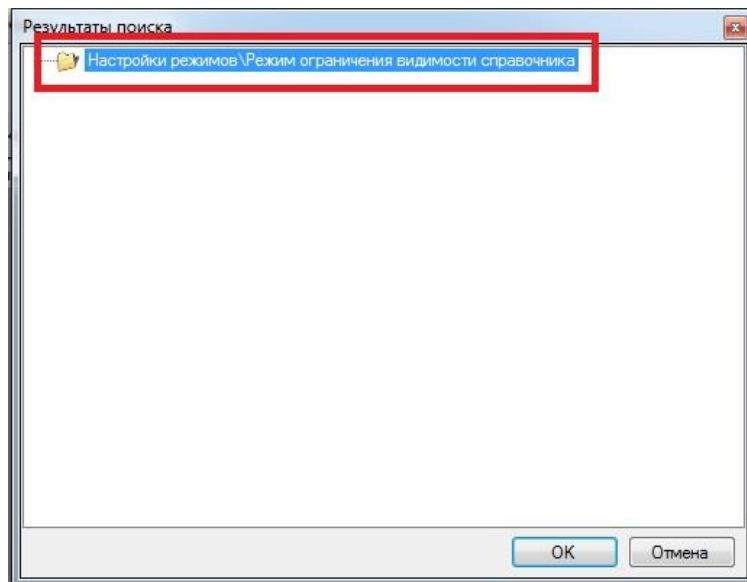 Результаты поиска
Настройки режимов\Режим ограничения видимости справочника
OK
Отмена